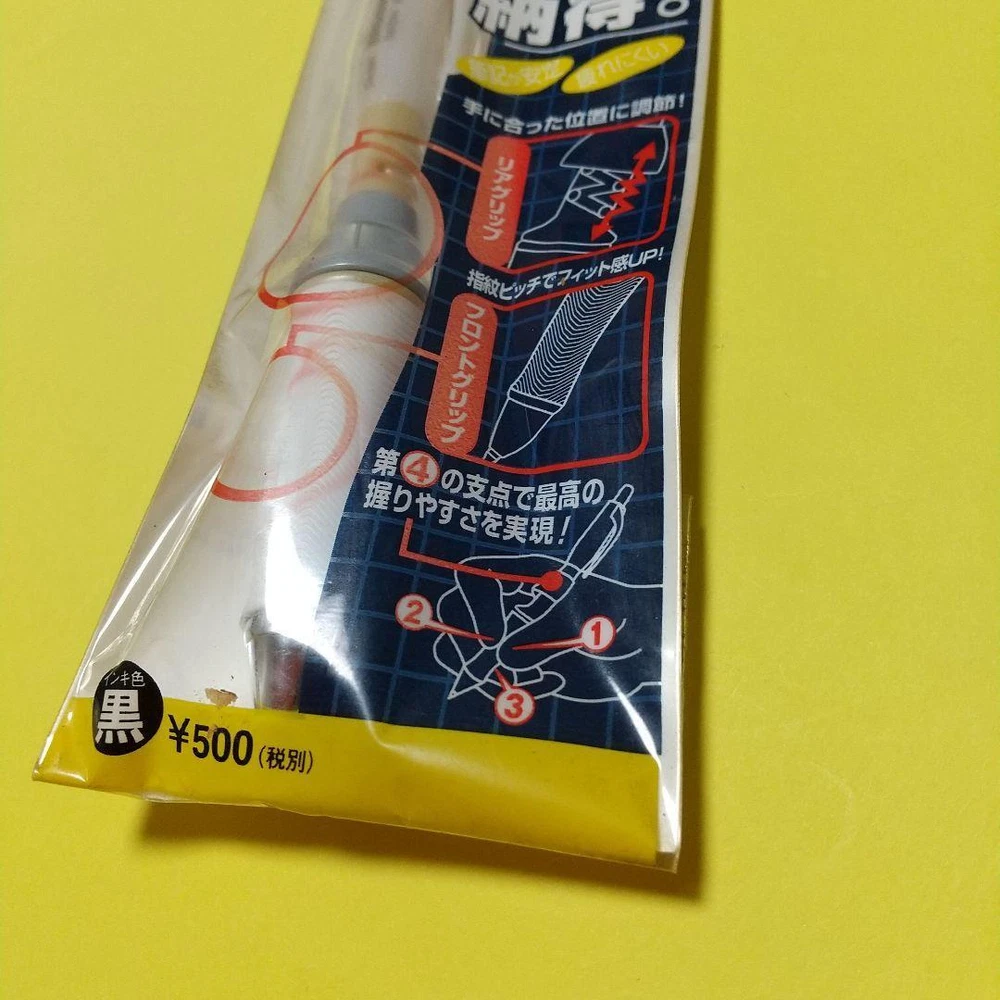 納得。
筆記が安定
疲れにくい
手に合った位置に調節!
リアグリップ
指紋ピッチでフィット感UP!
フロントグリップ
第④の支点で最高の
握りやすさを実現!
②
①
③
インキ色
黒
¥500(税別)